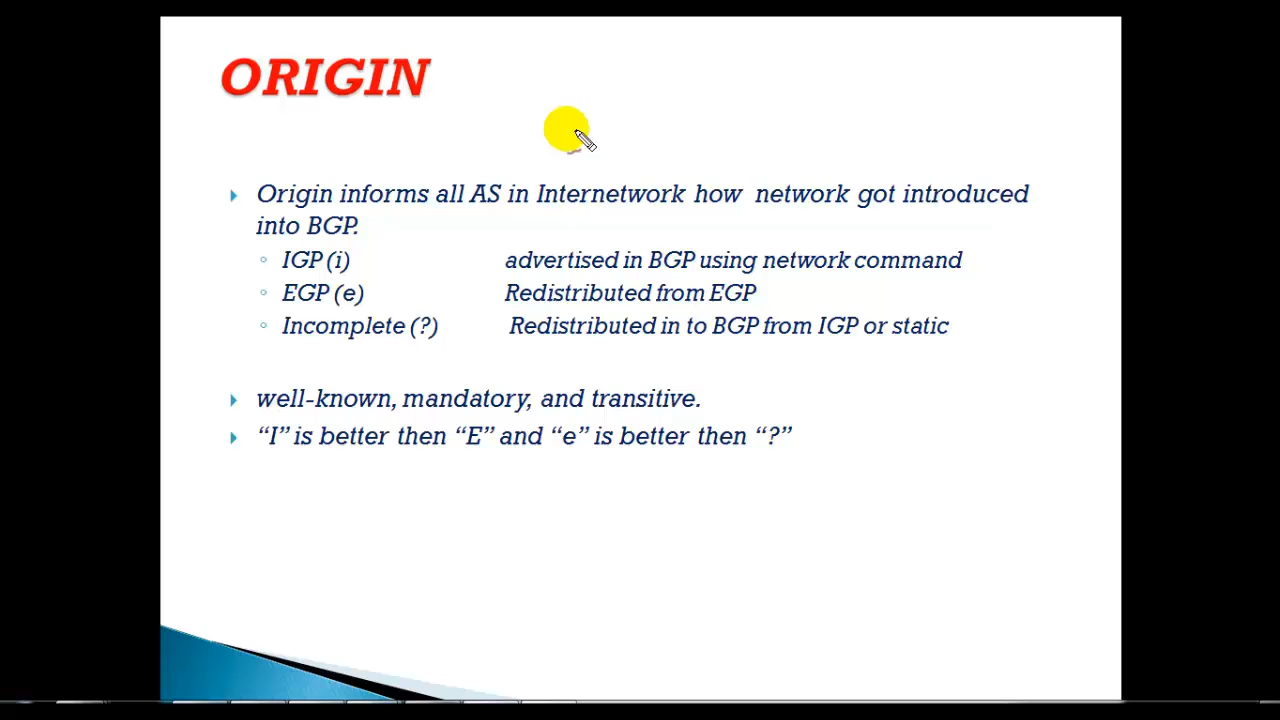 ORIGIN
Origin informs all AS in Internetwork how network got introduced
into BGP.
IGP (i) advertised in BGP using network command
EGP (e) Redistributed from EGP
Incomplete (?) Redistributed in to BGP from IGP or static
well-known, mandatory, and transitive.
“I” is better then “E” and “e” is better then “?”